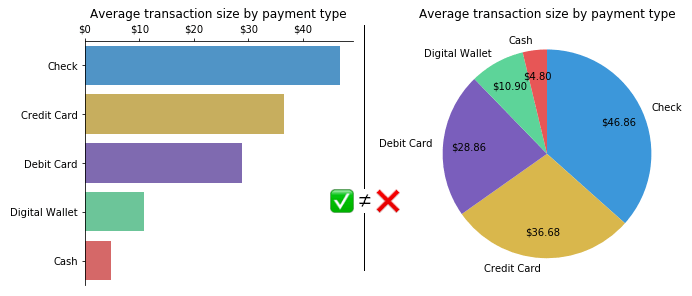 Average transaction size by payment type
$0 $10 $20 $30 $40
Check
Credit Card
Debit Card
Digital Wallet
Cash
✅ ≠ ❌
Average transaction size by payment type
Cash
Digital Wallet
$4.80
$10.90
Check
$46.86
Debit Card
$28.86
$36.68
Credit Card